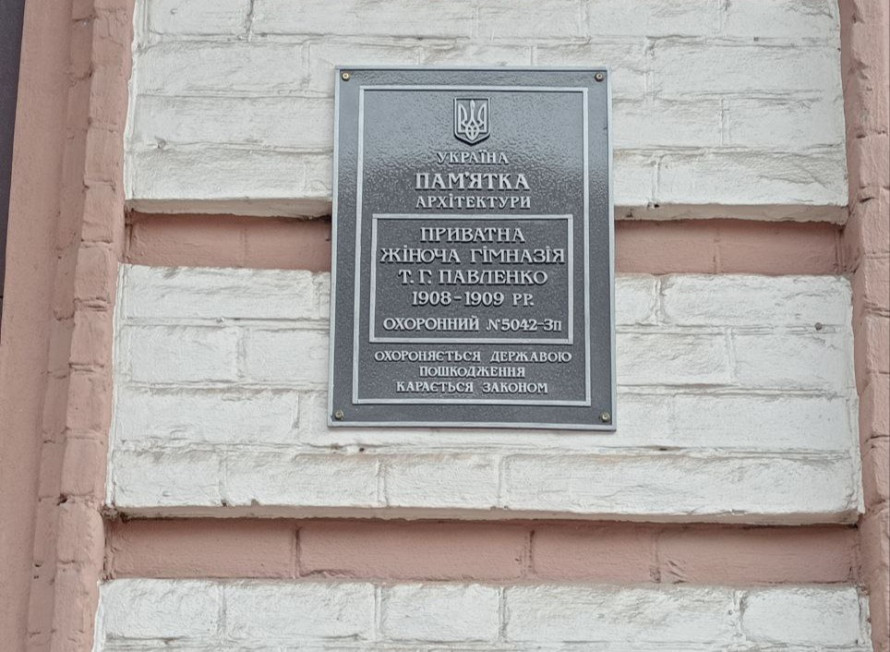 УКРАЇНА
ПАМ'ЯТКА
АРХІТЕКТУРИ
ПРИВАТНА
ЖІНОЧА ГІМНАЗІЯ
Т. Г. ПАВЛЕНКО
1908-1909 РР.
ОХОРОННИЙ №5042-Зп
ОХОРОНЯЄТЬСЯ ДЕРЖАВОЮ
ПОШКОДЖЕННЯ
КАРАЄТЬСЯ ЗАКОНОМ